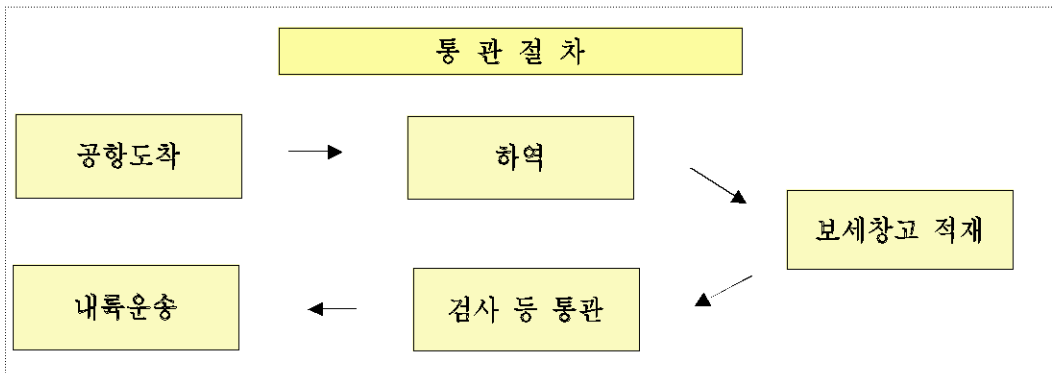 통 관 절 차
공항도착
하역
보세창고 적재
검사 등 통관
내륙운송